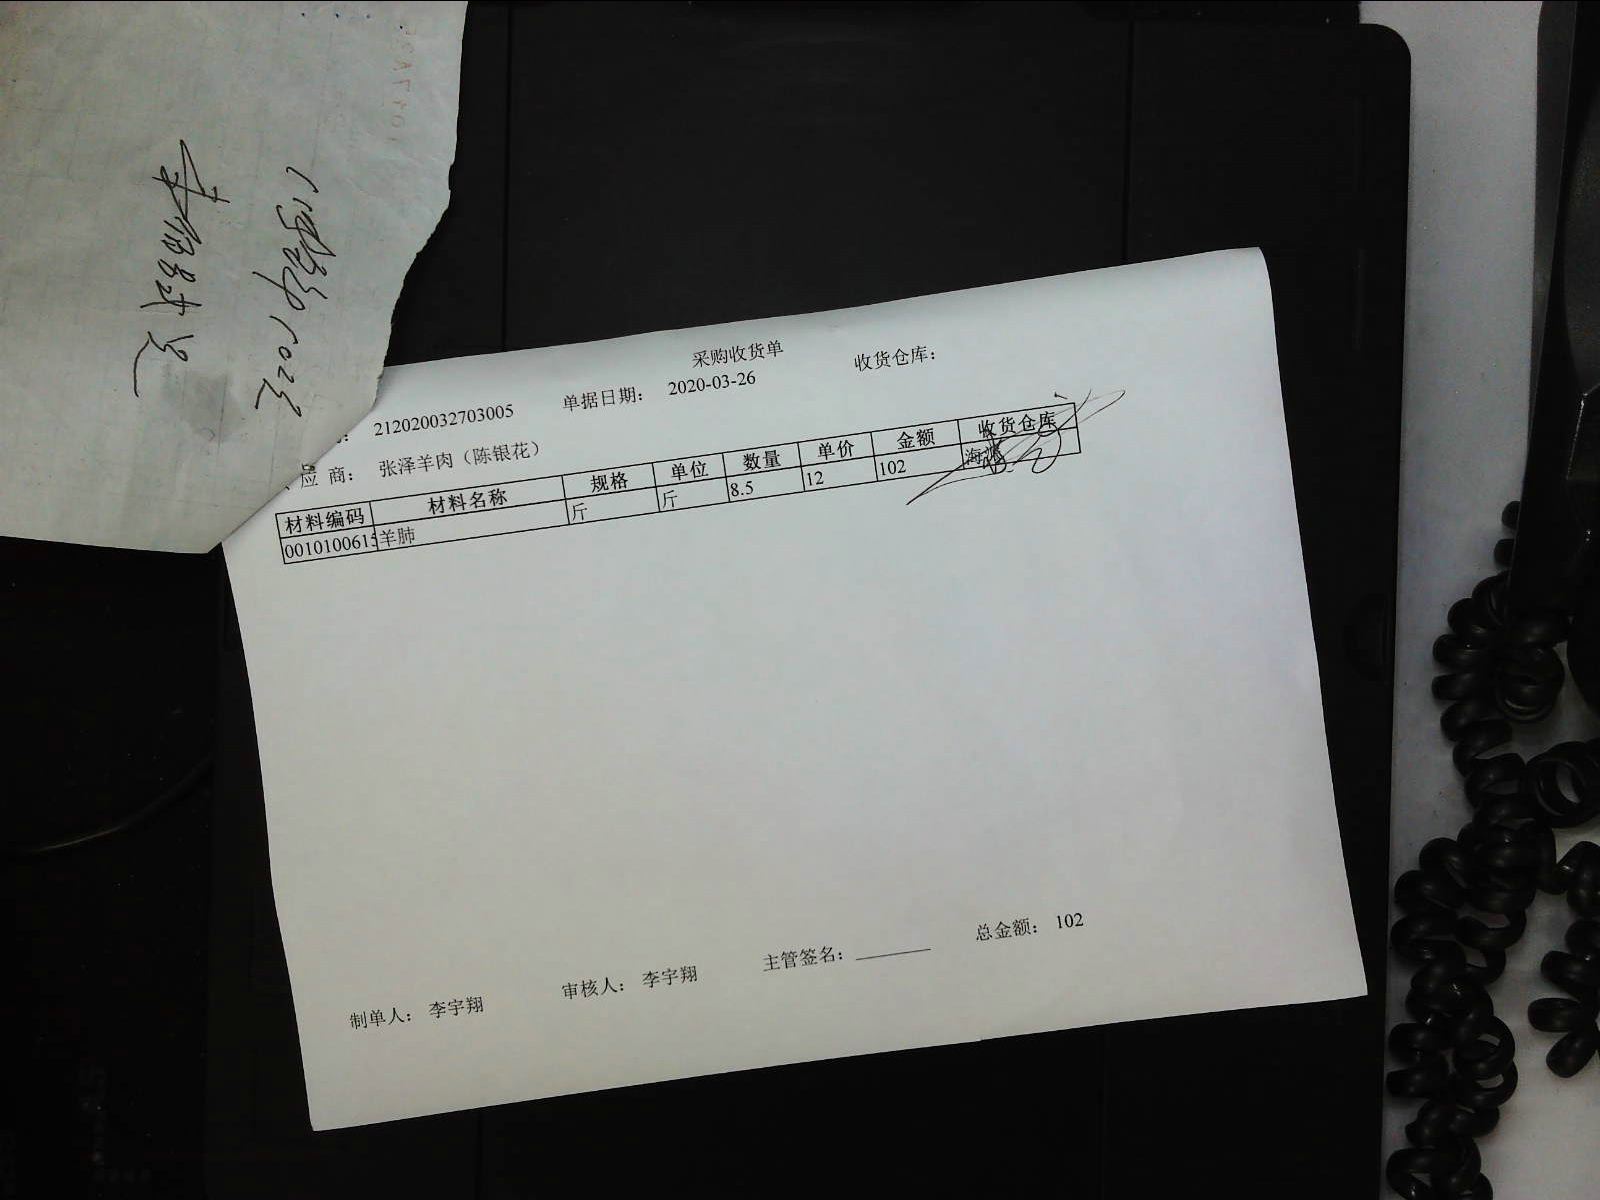 采购收货单
212020032703005 单据日期： 2020-03-26 收货仓库：
应 商： 张泽羊肉（陈银花）
材料编码 材料名称 规格 单位 数量 单价 金额 收货仓库
0010100615 羊肺 斤 斤 8.5 12 102 海
制单人： 李宇翔 审核人： 李宇翔 主管签名： 总金额： 102